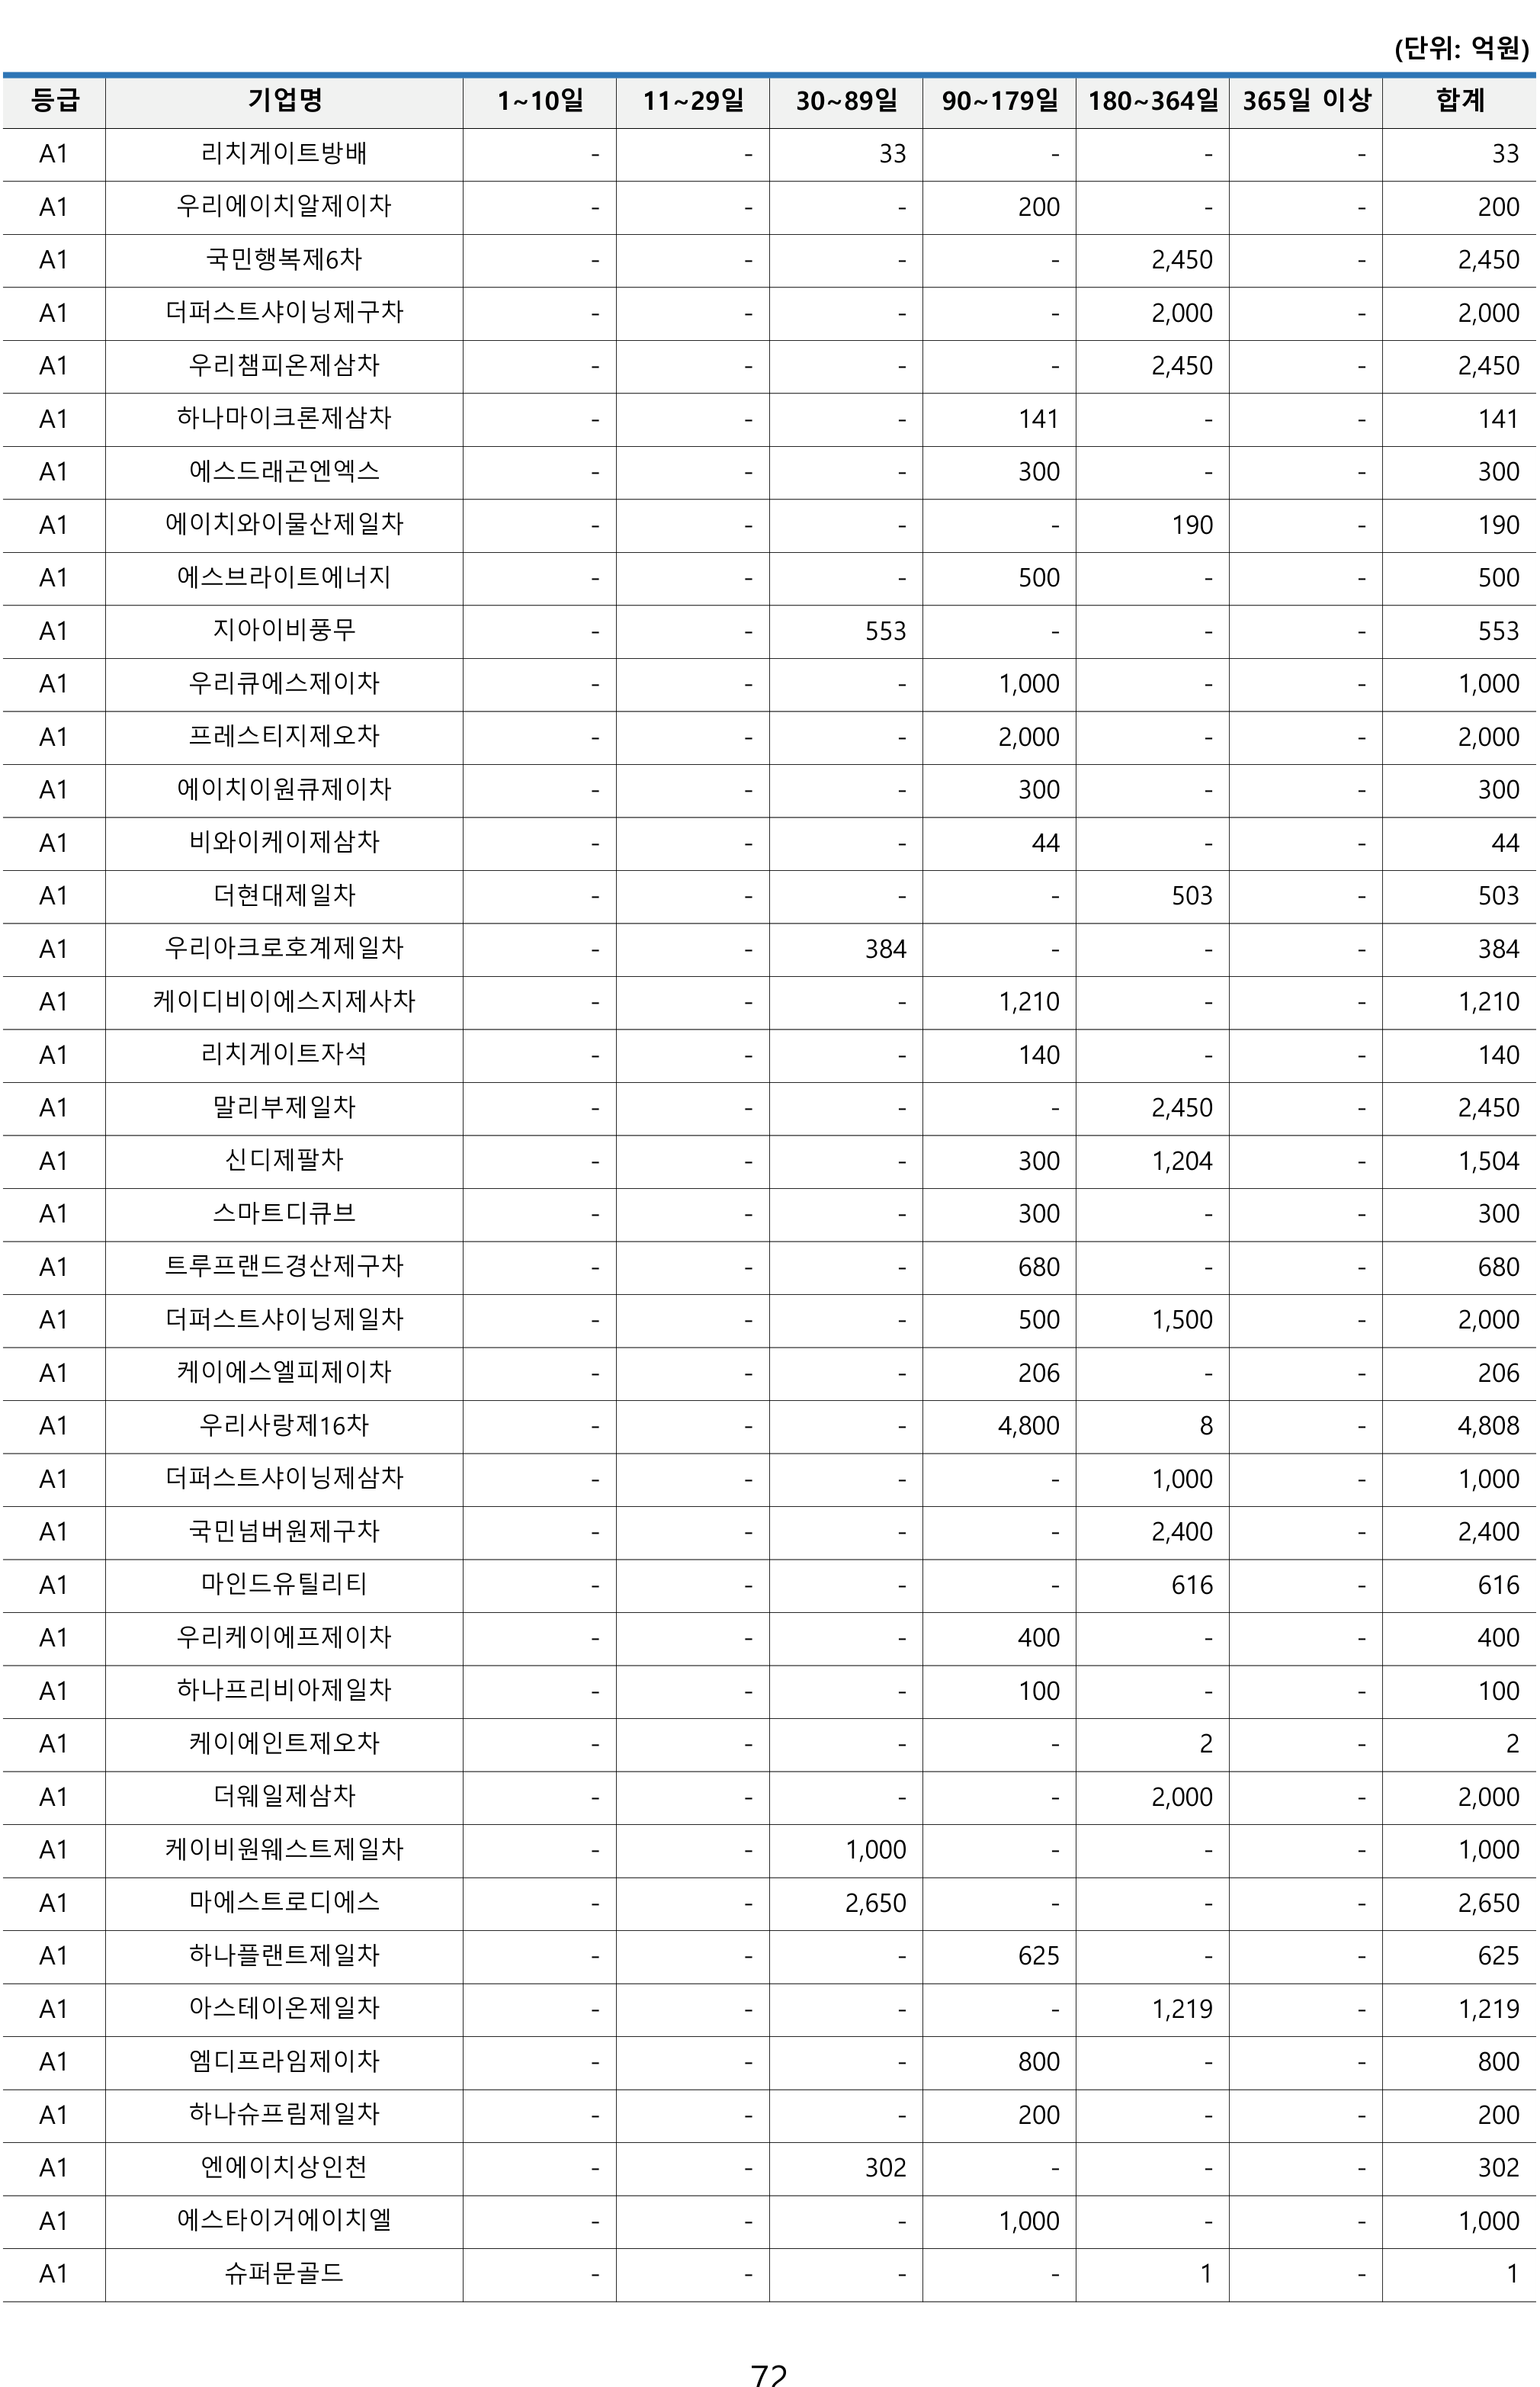 (단위: 억원)
등급 기업명 1~10일 11~29일 30~89일 90~179일 180~364일 365일 이상 합계
A1 리치게이트방배 - - 33 - - - 33
A1 우리에이치알제이차 - - - 200 - - 200
A1 국민행복제6차 - - - - 2,450 - 2,450
A1 더퍼스트샤이닝제구차 - - - - 2,000 - 2,000
A1 우리챔피온제삼차 - - - - 2,450 - 2,450
A1 하나마이크론제삼차 - - - 141 - - 141
A1 에스드래곤엔엑스 - - - 300 - - 300
A1 에이치와이물산제일차 - - - - 190 - 190
A1 에스브라이트에너지 - - - 500 - - 500
A1 지아이비풍무 - - 553 - - - 553
A1 우리큐에스제이차 - - - 1,000 - - 1,000
A1 프레스티지제오차 - - - 2,000 - - 2,000
A1 에이치이원큐제이차 - - - 300 - - 300
A1 비와이케이제삼차 - - - 44 - - 44
A1 더현대제일차 - - - - 503 - 503
A1 우리아크로호계제일차 - - 384 - - - 384
A1 케이디비이에스지제사차 - - - 1,210 - - 1,210
A1 리치게이트자석 - - - 140 - - 140
A1 말리부제일차 - - - - 2,450 - 2,450
A1 신디제팔차 - - - 300 1,204 - 1,504
A1 스마트디큐브 - - - 300 - - 300
A1 트루프랜드경산제구차 - - - 680 - - 680
A1 더퍼스트샤이닝제일차 - - - 500 1,500 - 2,000
A1 케이에스엘피제이차 - - - 206 - - 206
A1 우리사랑제16차 - - - 4,800 8 - 4,808
A1 더퍼스트샤이닝제삼차 - - - - 1,000 - 1,000
A1 국민넘버원제구차 - - - - 2,400 - 2,400
A1 마인드유틸리티 - - - - 616 - 616
A1 우리케이에프제이차 - - - 400 - - 400
A1 하나프리비아제일차 - - - 100 - - 100
A1 케이에인트제오차 - - - - 2 - 2
A1 더웨일제삼차 - - - - 2,000 - 2,000
A1 케이비원웨스트제일차 - - 1,000 - - - 1,000
A1 마에스트로디에스 - - 2,650 - - - 2,650
A1 하나플랜트제일차 - - - 625 - - 625
A1 아스테이온제일차 - - - - 1,219 - 1,219
A1 엠디프라임제이차 - - - 800 - - 800
A1 하나슈프림제일차 - - - 200 - - 200
A1 엔에이치상인천 - - 302 - - - 302
A1 에스타이거에이치엘 - - - 1,000 - - 1,000
A1 슈퍼문골드 - - - - 1 - 1
72